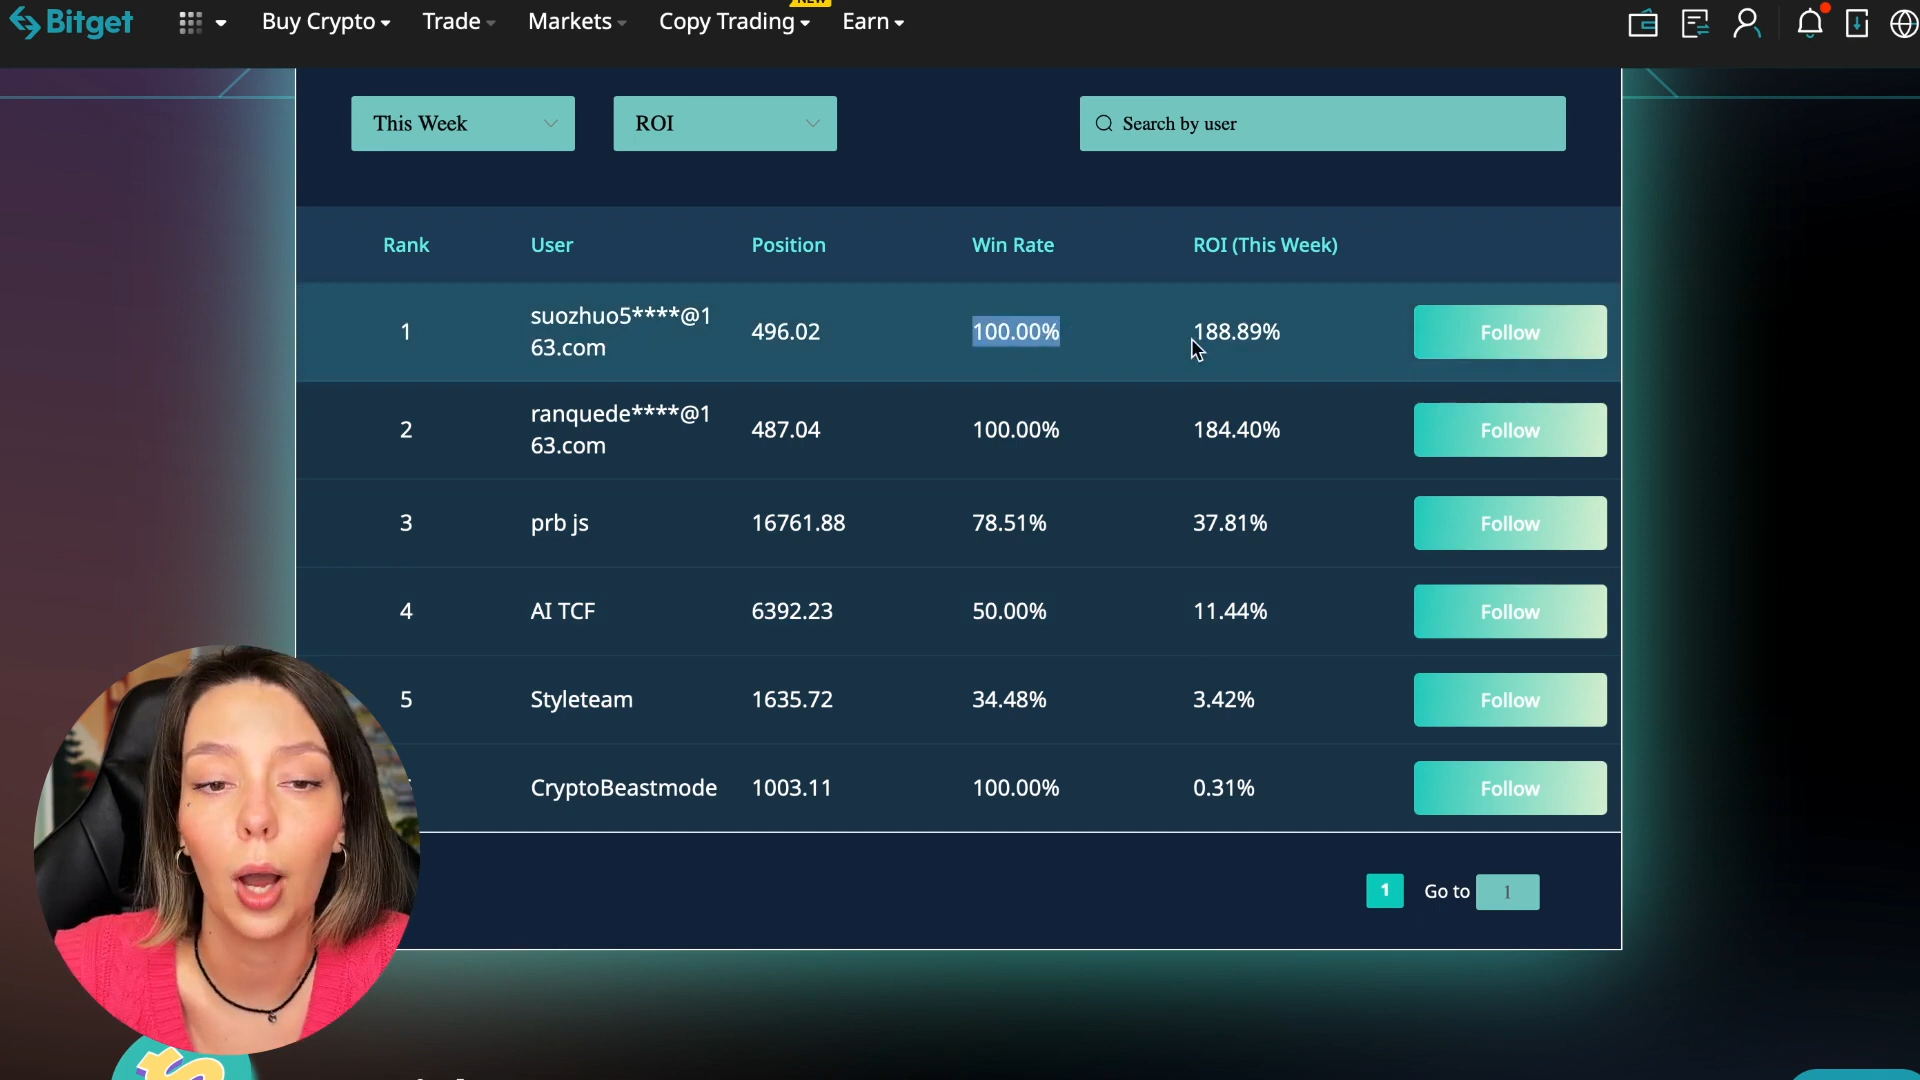 Bitget
Buy Crypto
Trade
Markets
Copy Trading
Earn
This Week
ROI
Search by user
Rank User Position Win Rate ROI (This Week)
1 suozhuo5****@1 496.02 100.00% 188.89% Follow
63.com
2 ranquede****@1 487.04 100.00% 184.40% Follow
63.com
3 prb js 16761.88 78.51% 37.81% Follow
4 AI TCF 6392.23 50.00% 11.44% Follow
5 Styleteam 1635.72 34.48% 3.42% Follow
CryptoBeastmode 1003.11 100.00% 0.31% Follow
1 Go to 1